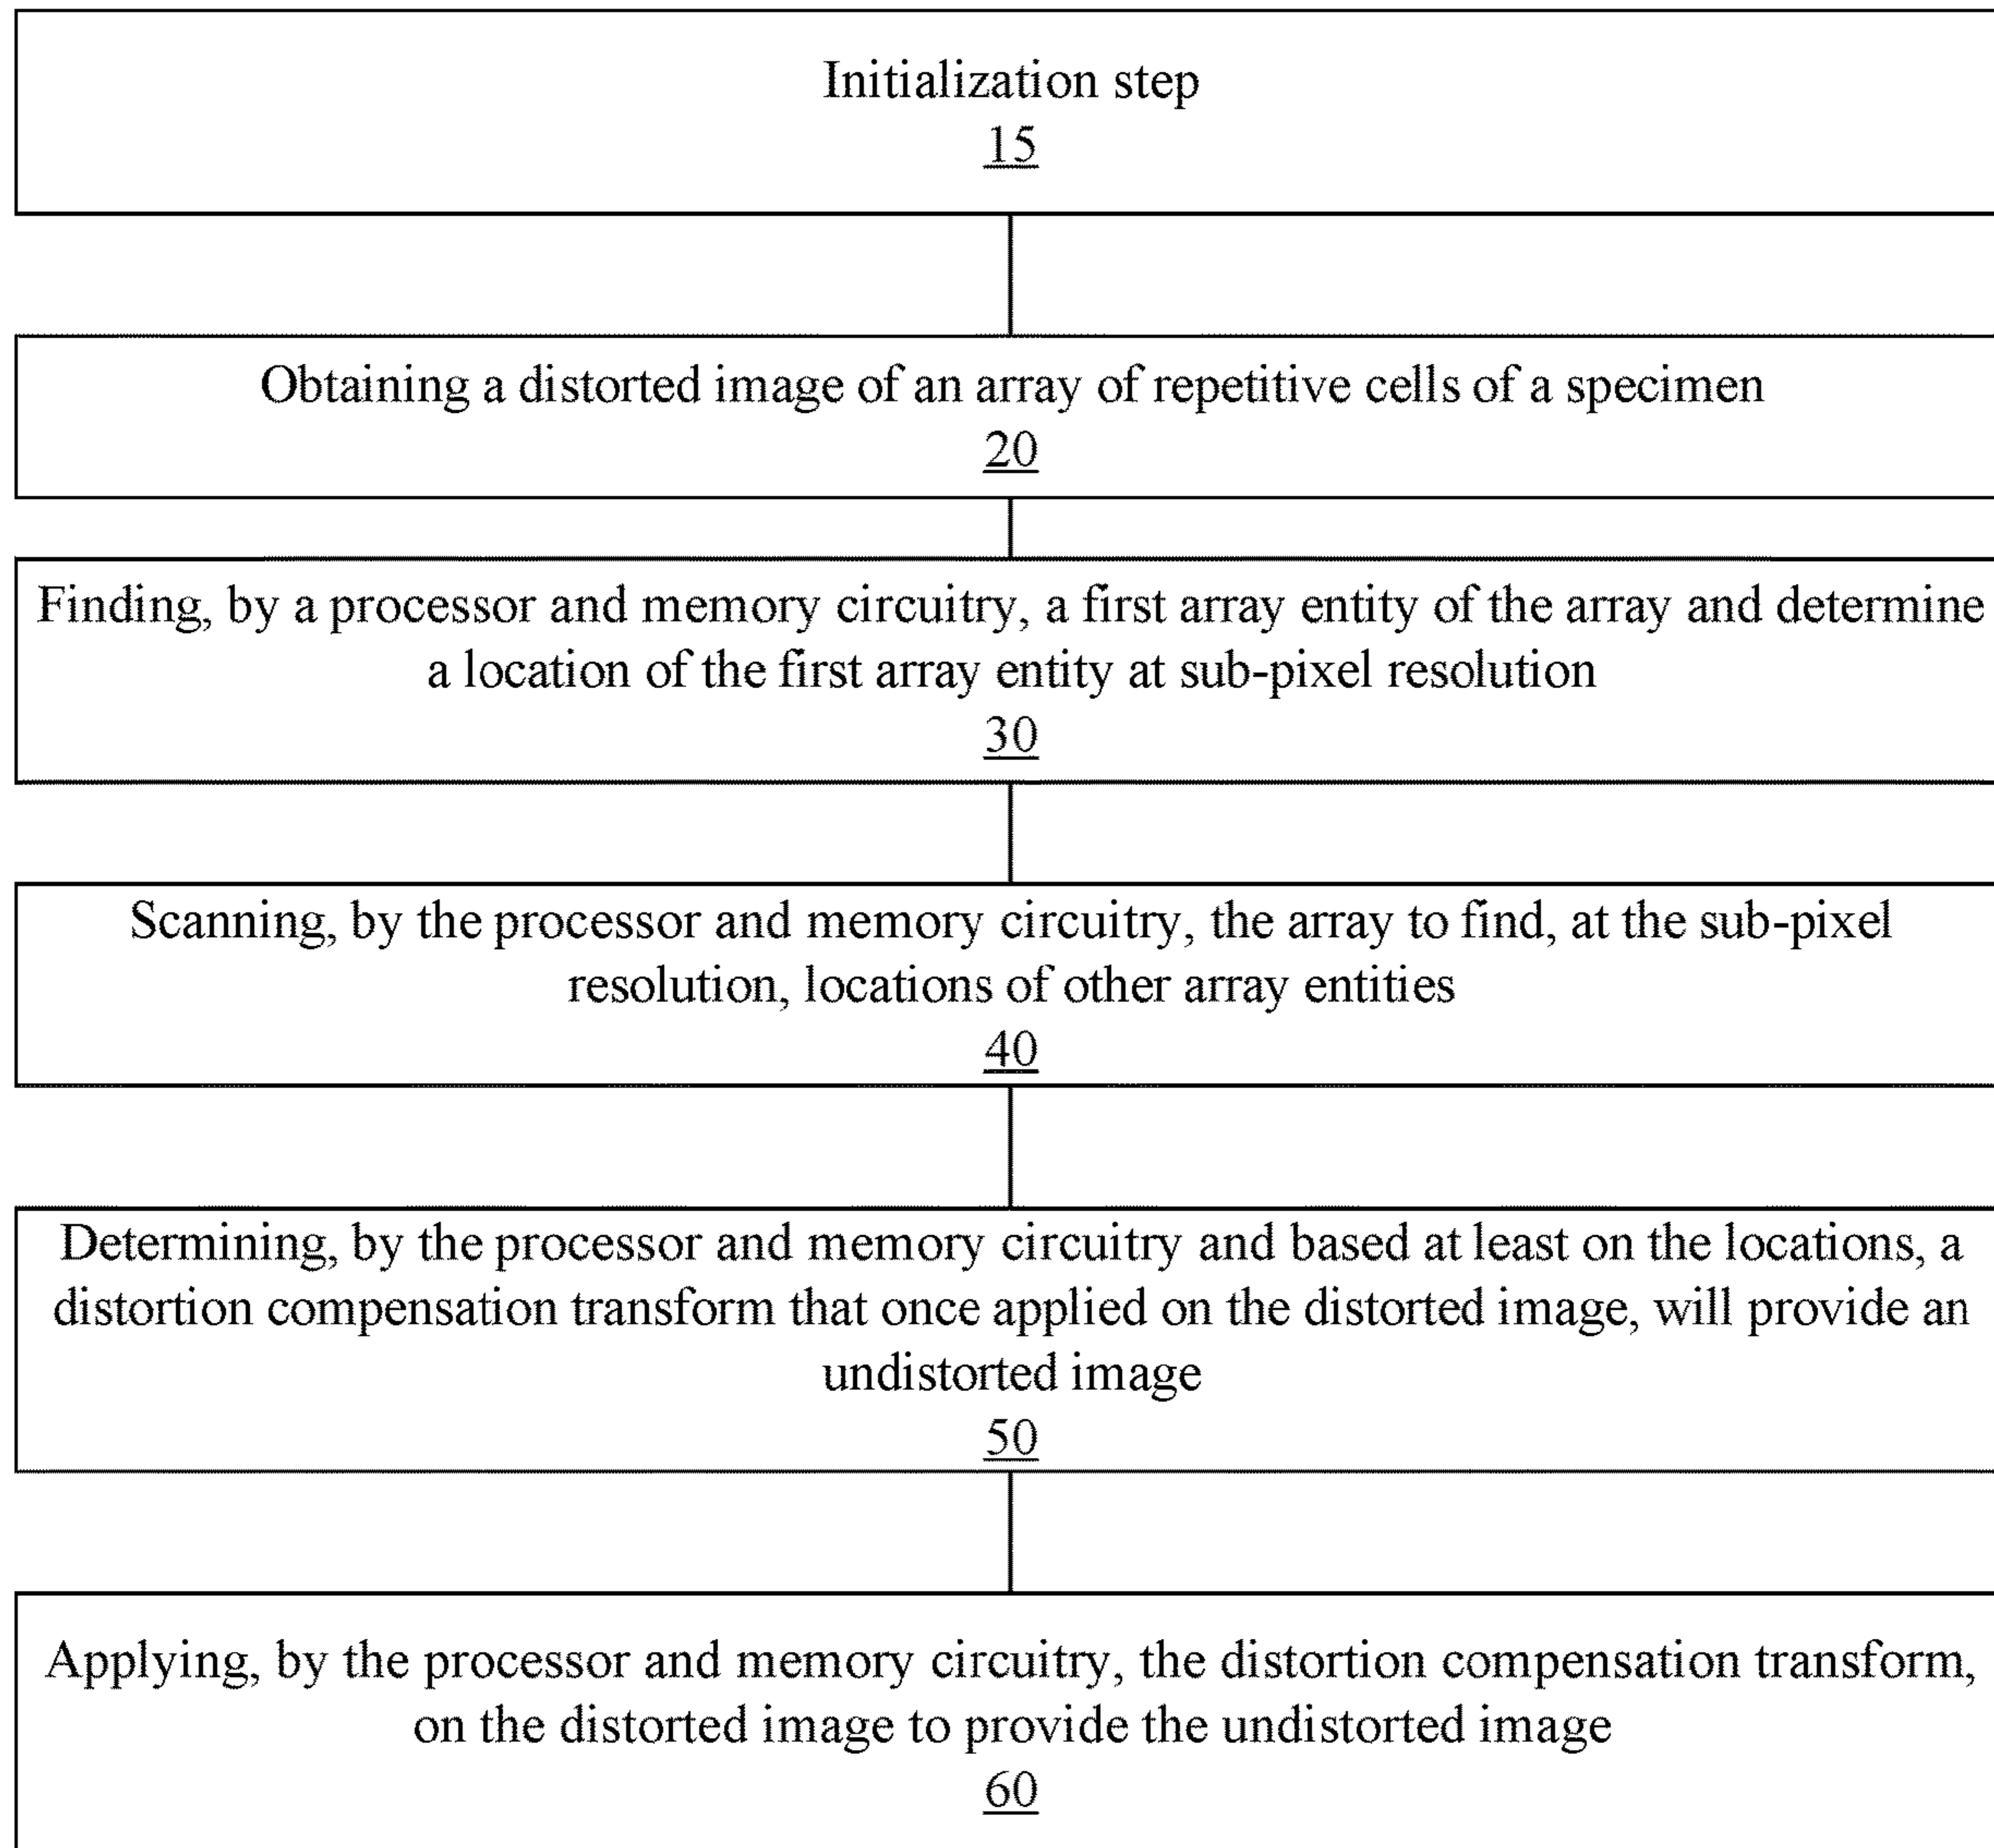 Initialization step
15
Obtaining a distorted image of an array of repetitive cells of a specimen
20
Finding, by a processor and memory circuitry, a first array entity of the array and determine
a location of the first array entity at sub-pixel resolution
30
Scanning, by the processor and memory circuitry, the array to find, at the sub-pixel
resolution, locations of other array entities
40
Determining, by the processor and memory circuitry and based at least on the locations, a
distortion compensation transform that once applied on the distorted image, will provide an
undistorted image
50
Applying, by the processor and memory circuitry, the distortion compensation transform,
on the distorted image to provide the undistorted image
60